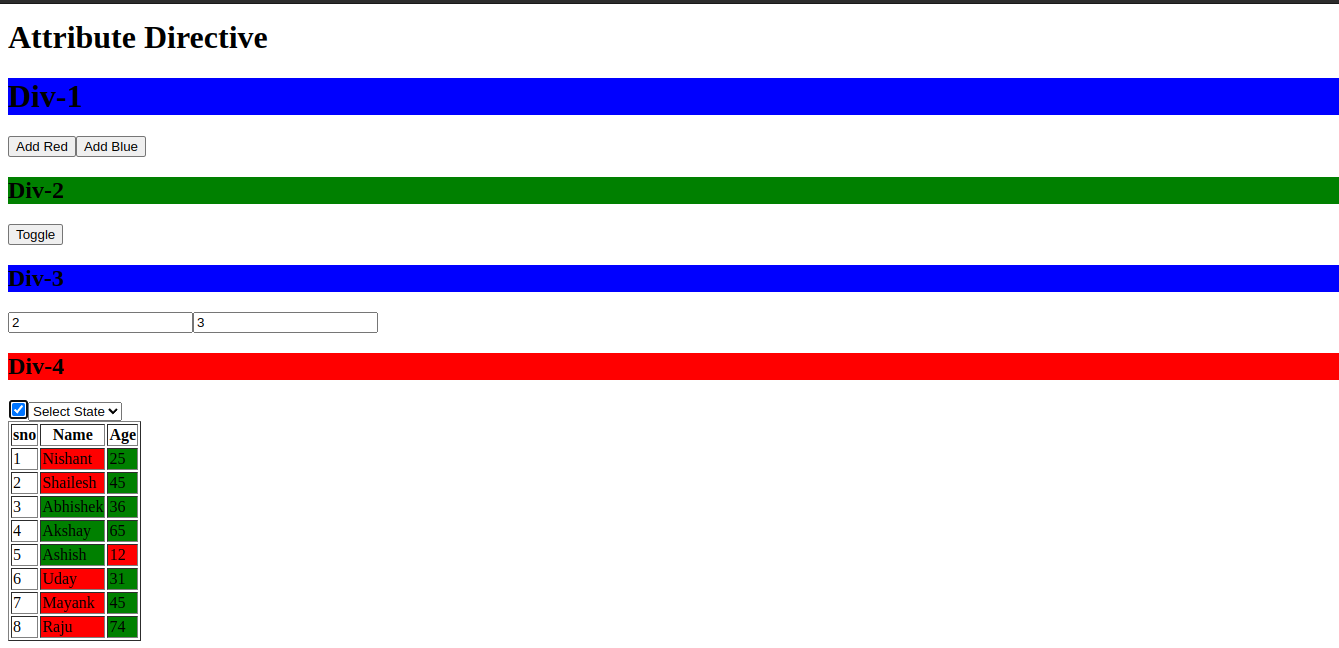 Attribute Directive
Div-1
Add Red Add Blue
Div-2
Toggle
Div-3
2 3
Div-4
Select State
sno Name Age
1 Nishant 25
2 Shailesh 45
3 Abhishek 36
4 Akshay 65
5 Ashish 12
6 Uday 31
7 Mayank 45
8 Raju 74